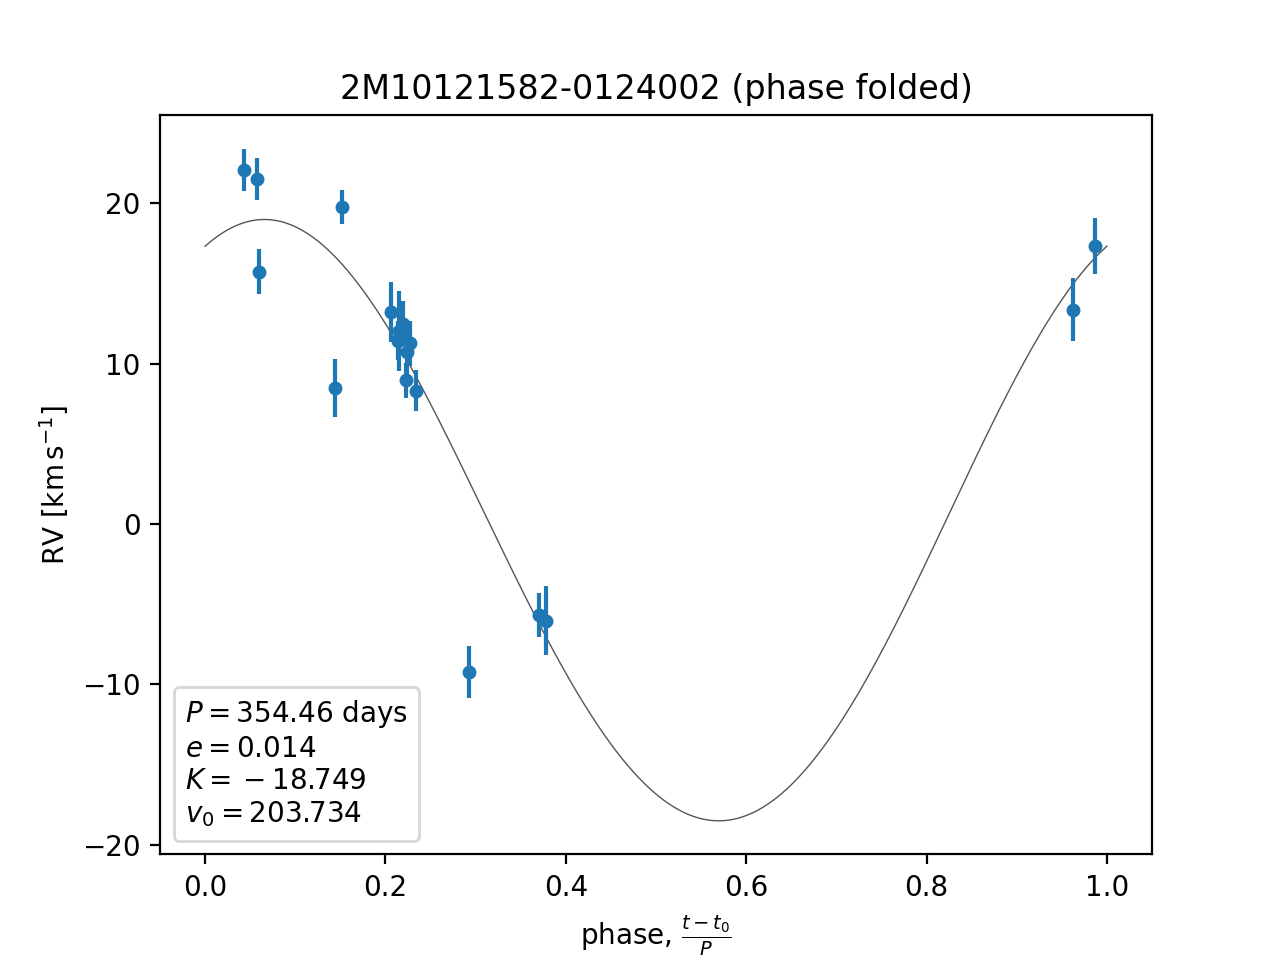 2M10121582-0124002 (phase folded)
RV [km s⁻¹]
20
10
0
−10
−20
P = 354.46 days
e = 0.014
K = −18.749
v₀ = 203.734
0.0 0.2 0.4 0.6 0.8 1.0
phase, (t − t₀)/P